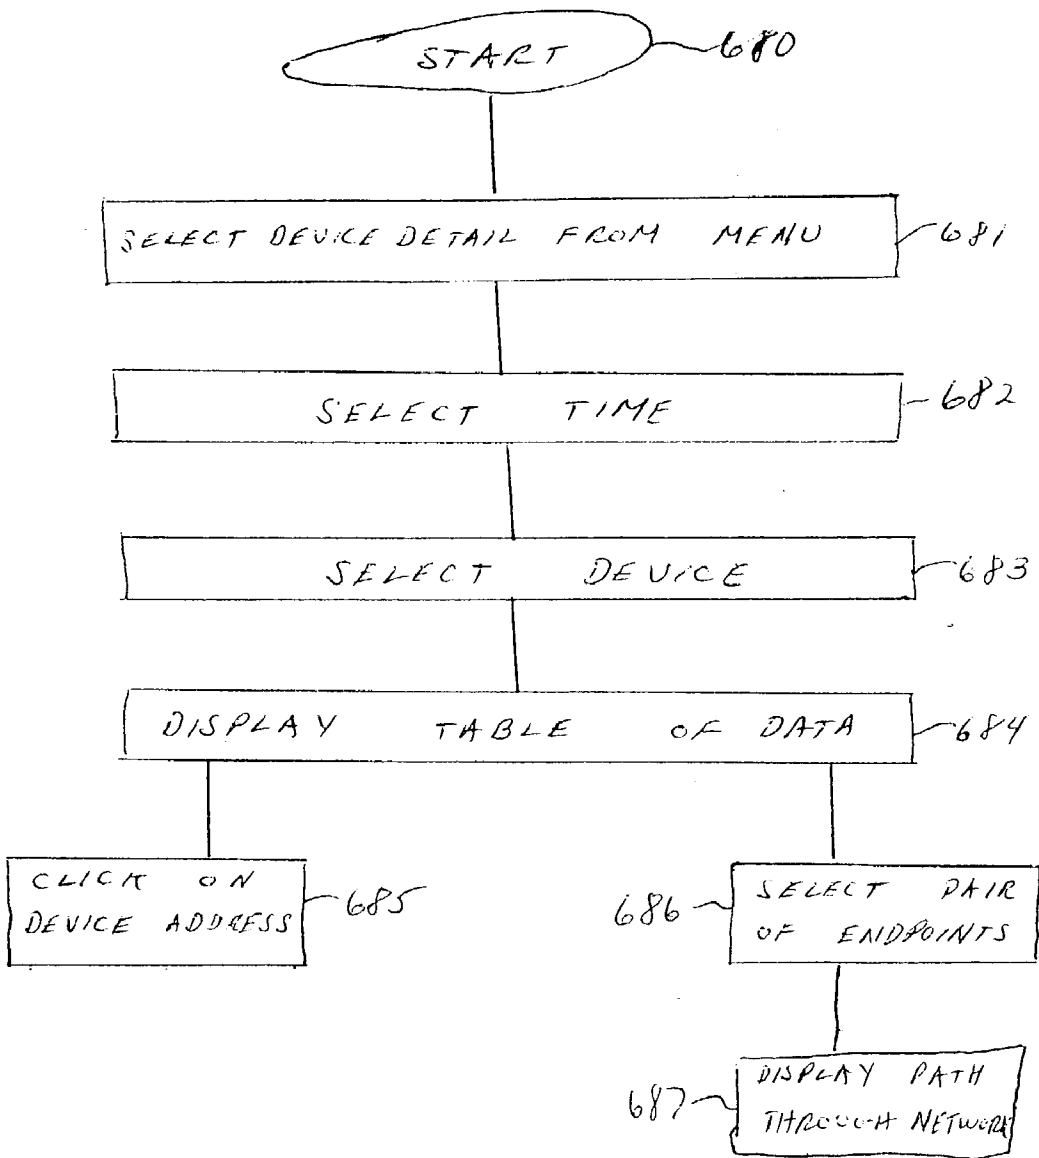 START
680
SELECT DEVICE DETAIL FROM MENU
681
SELECT TIME
682
SELECT DEVICE
683
DISPLAY TABLE OF DATA
684
CLICK ON
DEVICE ADDRESS
685
686
SELECT PAIR
OF ENDPOINTS
687
DISPLAY PATH
THROUGH NETWORK